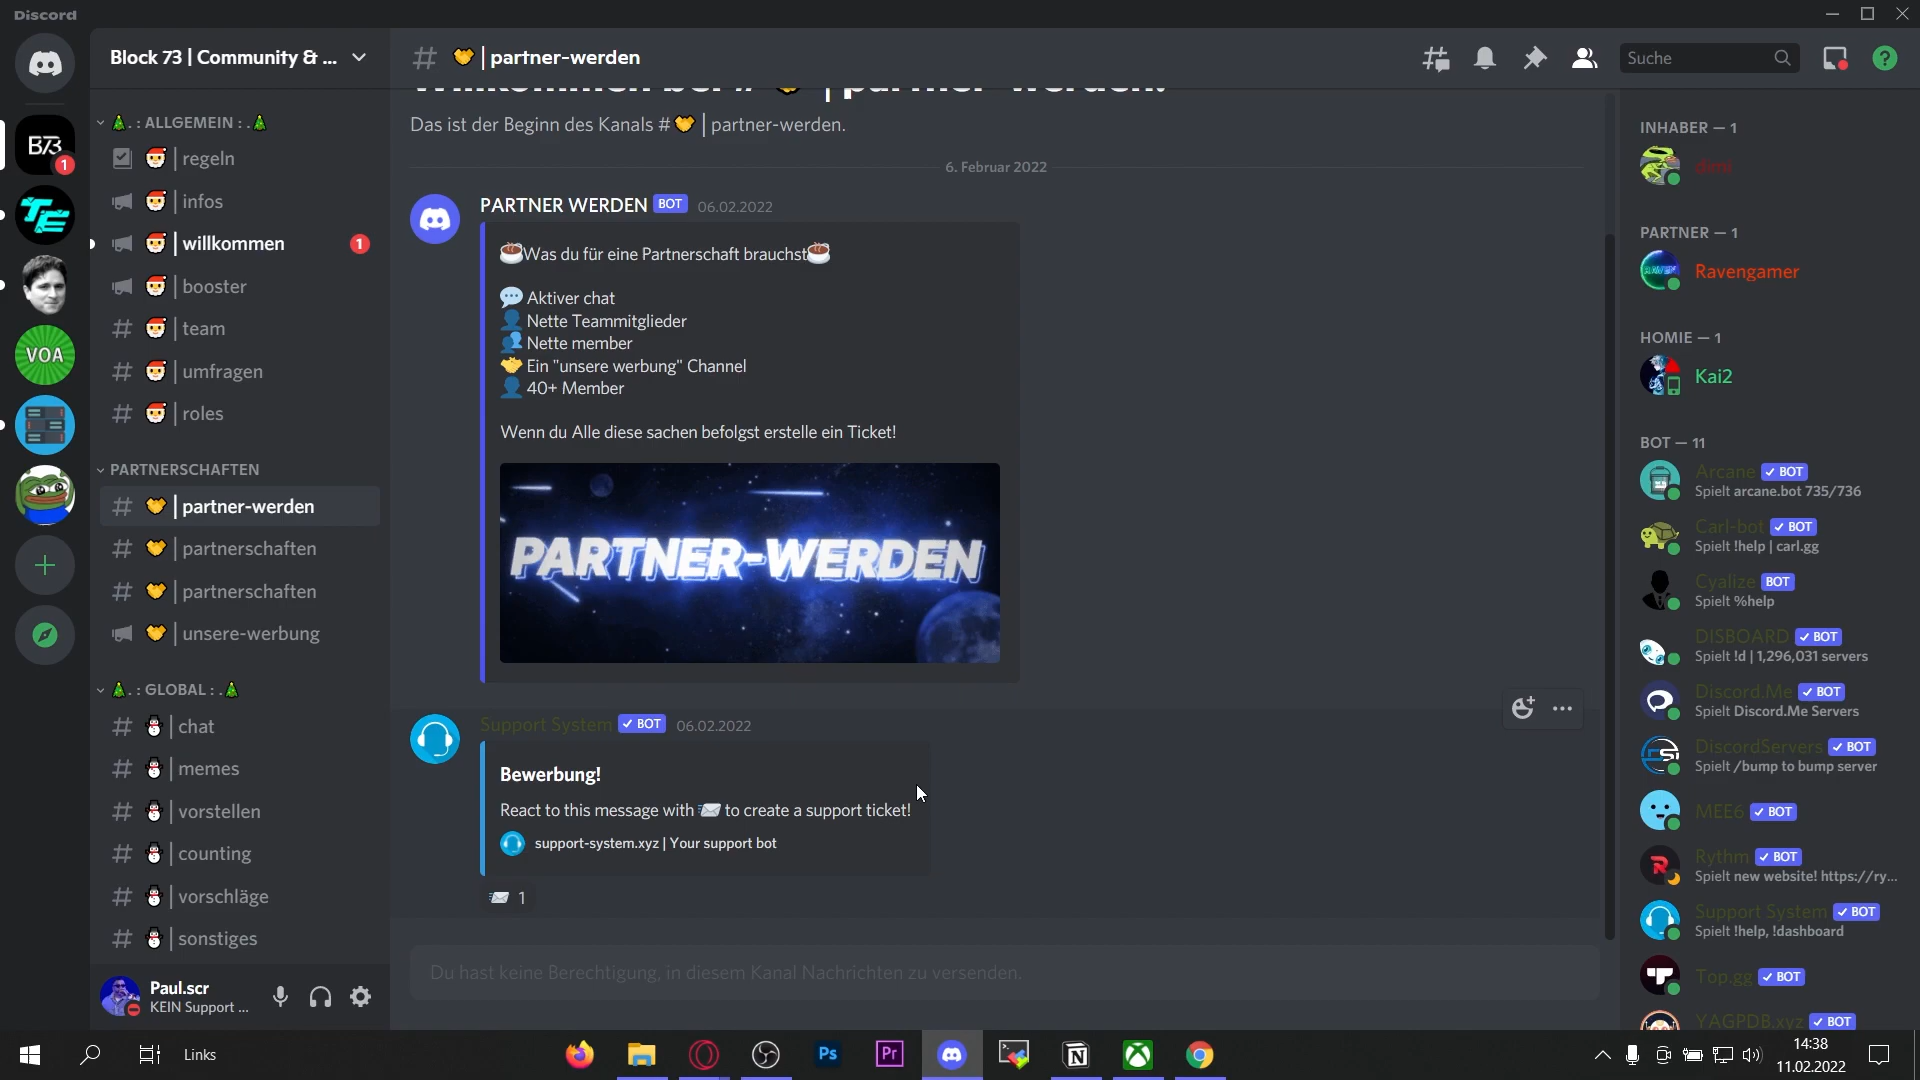 Discord
Block 73 | Community & ...
| partner-werden
Suche
. : ALLGEMEIN : .
| regeln
| infos
| willkommen
1
| booster
| team
| umfragen
| roles
PARTNERSCHAFTEN
| partner-werden
| partnerschaften
| partnerschaften
| unsere-werbung
. : GLOBAL : .
| chat
| memes
| vorstellen
| counting
| vorschläge
| sonstiges
B73
1
TE
VOA
Paul.scr
KEIN Support ...
Willkommen bei # | partner-werden!
Das ist der Beginn des Kanals # | partner-werden.
6. Februar 2022
PARTNER WERDEN BOT 06.02.2022
Was du für eine Partnerschaft brauchst
Aktiver chat
Nette Teammitglieder
Nette member
Ein "unsere werbung" Channel
40+ Member
Wenn du Alle diese sachen befolgst erstelle ein Ticket!
PARTNER-WERDEN
Support System BOT 06.02.2022
Bewerbung!
React to this message with to create a support ticket!
support-system.xyz | Your support bot
1
Du hast keine Berechtigung, in diesem Kanal Nachrichten zu versenden.
INHABER — 1
dimi
PARTNER — 1
Ravengamer
HOMIE — 1
Kai2
BOT — 11
Arcane BOT
Spielt arcane.bot 735/736
Carl-bot BOT
Spielt !help | carl.gg
Cyalize BOT
Spielt %help
DISBOARD BOT
Spielt !d | 1,296,031 servers
Discord.Me BOT
Spielt Discord.Me Servers
DiscordServers BOT
Spielt /bump to bump server
MEE6 BOT
Rythm BOT
Spielt new website! https://ry...
Support System BOT
Spielt !help, !dashboard
Top.gg BOT
YAGPDB.xyz BOT
Links
Ps
Pr
14:38
11.02.2022